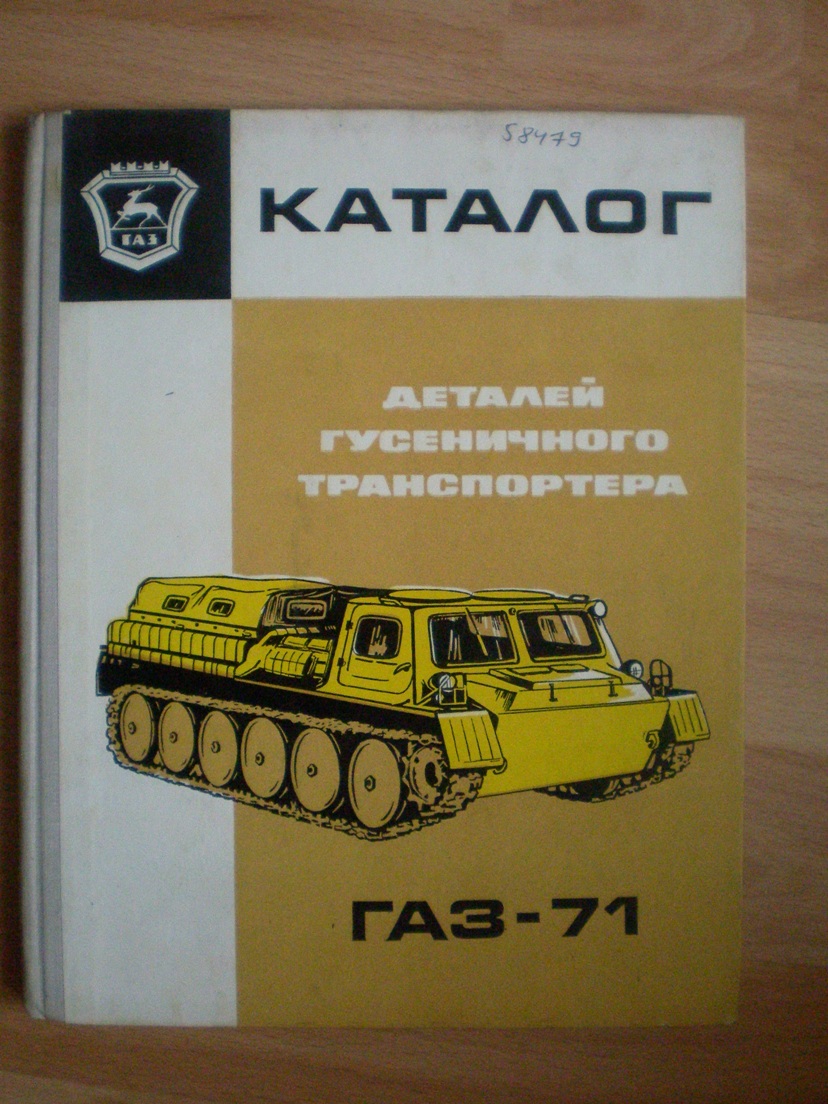 58479
ГАЗ
КАТАЛОГ
ДЕТАЛЕЙ
ГУСЕНИЧНОГО
ТРАНСПОРТЕРА
ГАЗ-71